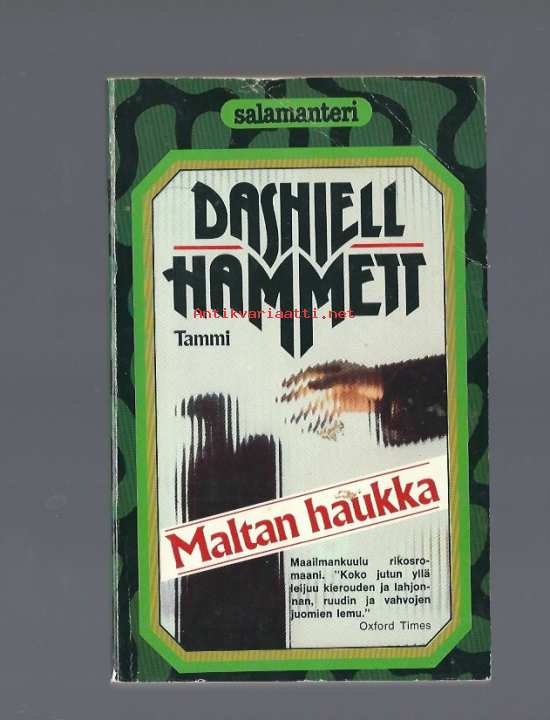 salamanteri
DASHIELL
HAMMETT
Antikvariaatti.net
Tammi
Maltan haukka
Maailmankuulu rikosro-
maani. "Koko jutun yllä
leijuu kierouden ja lahjon-
nan, ruudin ja vahvojen
juomien lemu."
Oxford Times